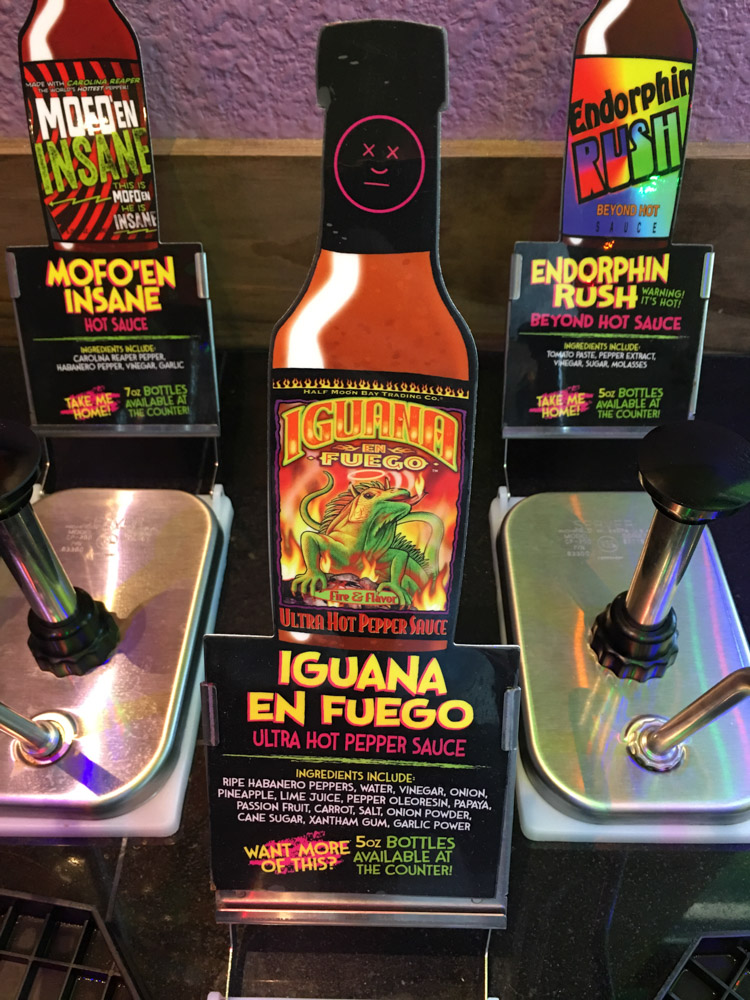 MADE WITH CAROLINA REAPER
THE WORLD'S HOTTEST PEPPER!
MOFO'EN
INSANE
THIS IS
MOFO'EN
HE IS
INSANE
MOFO'EN
INSANE
HOT SAUCE
INGREDIENTS INCLUDE:
CAROLINA REAPER PEPPER,
HABANERO PEPPER, VINEGAR, GARLIC
TAKE ME
HOME!
7oz BOTTLES
AVAILABLE AT
THE COUNTER!
HALF MOON BAY TRADING CO.
IGUANA
EN
FUEGO
Fire & Flavor
ULTRA HOT PEPPER SAUCE
IGUANA
EN FUEGO
ULTRA HOT PEPPER SAUCE
INGREDIENTS INCLUDE:
RIPE HABANERO PEPPERS, WATER, VINEGAR, ONION,
PINEAPPLE, LIME JUICE, PEPPER OLEORESIN, PAPAYA,
PASSION FRUIT, CARROT, SALT, ONION POWDER,
CANE SUGAR, XANTHAM GUM, GARLIC POWER
WANT MORE
OF THIS?
5oz BOTTLES
AVAILABLE AT
THE COUNTER!
Endorphin
RUSH
BEYOND HOT
SAUCE
ENDORPHIN
RUSH
WARNING!
IT'S HOT!
BEYOND HOT SAUCE
INGREDIENTS INCLUDE:
TOMATO PASTE, PEPPER EXTRACT,
VINEGAR, SUGAR, MOLASSES
TAKE ME
HOME!
5oz BOTTLES
AVAILABLE AT
THE COUNTER!